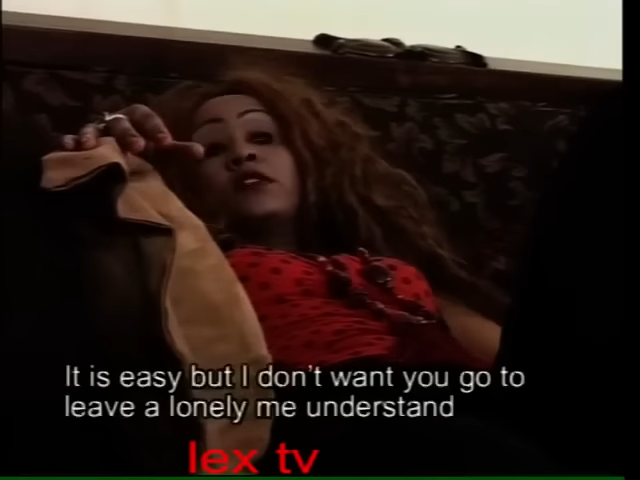 It is easy but I don't want you go to
leave a lonely me understand
lex tv